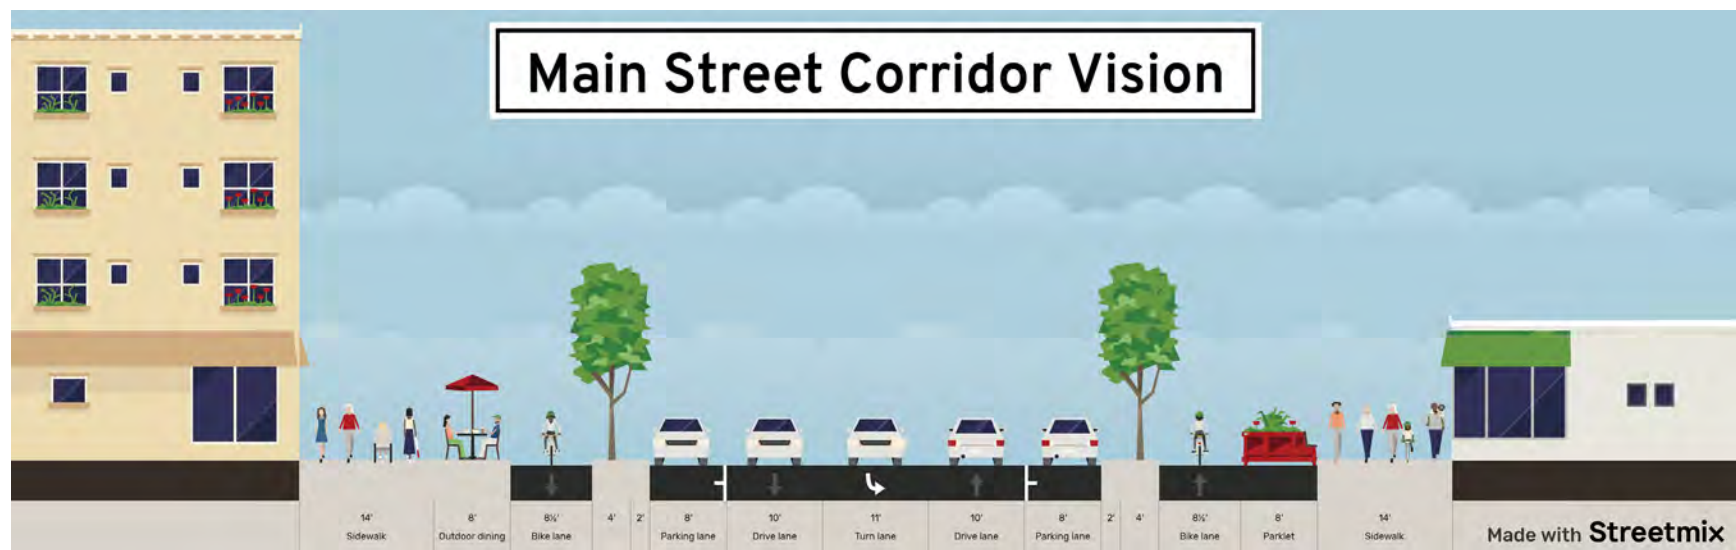 Main Street Corridor Vision
14' 8' 8½' 4' 2' 8' 10' 11' 10' 8' 2' 4' 8½' 8' 14'
Sidewalk Outdoor dining Bike lane Parking lane Drive lane Turn lane Drive lane Parking lane Bike lane Parklet Sidewalk
Made with Streetmix